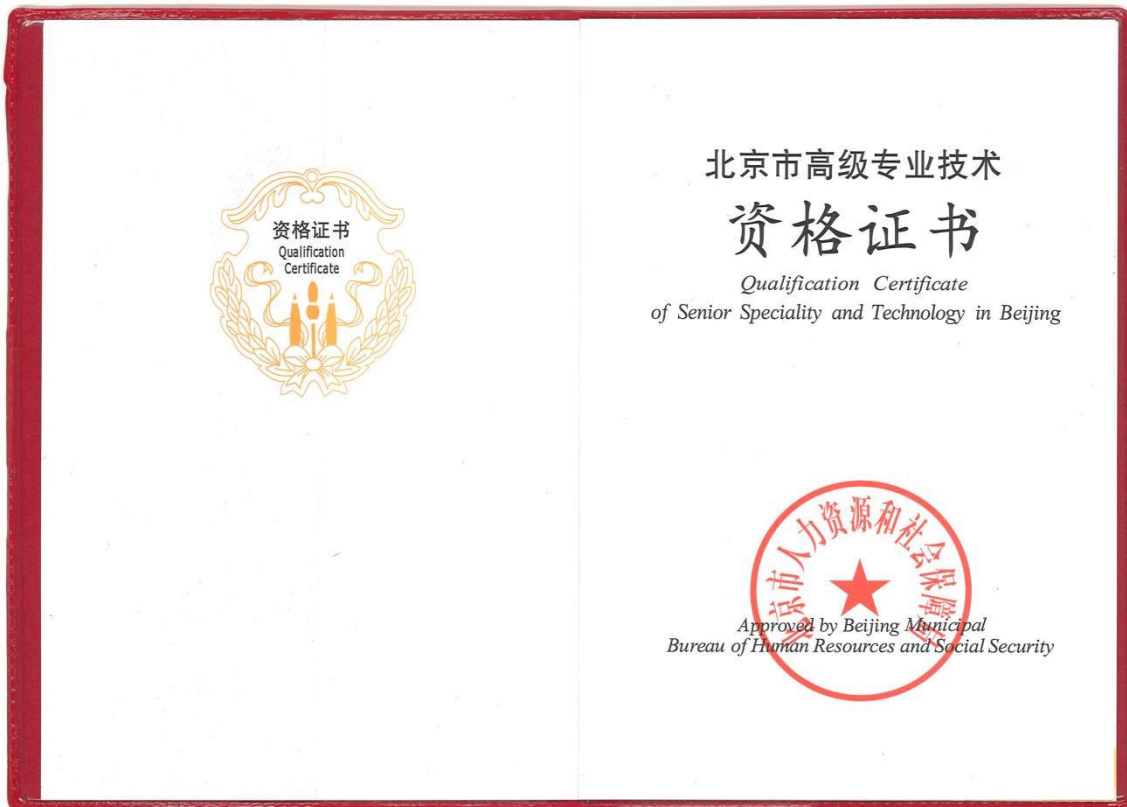 资格证书
Qualification
Certificate
北京市高级专业技术
资格证书
Qualification Certificate
of Senior Speciality and Technology in Beijing
北京市人力资源和社会保障局
Approved by Beijing Municipal
Bureau of Human Resources and Social Security